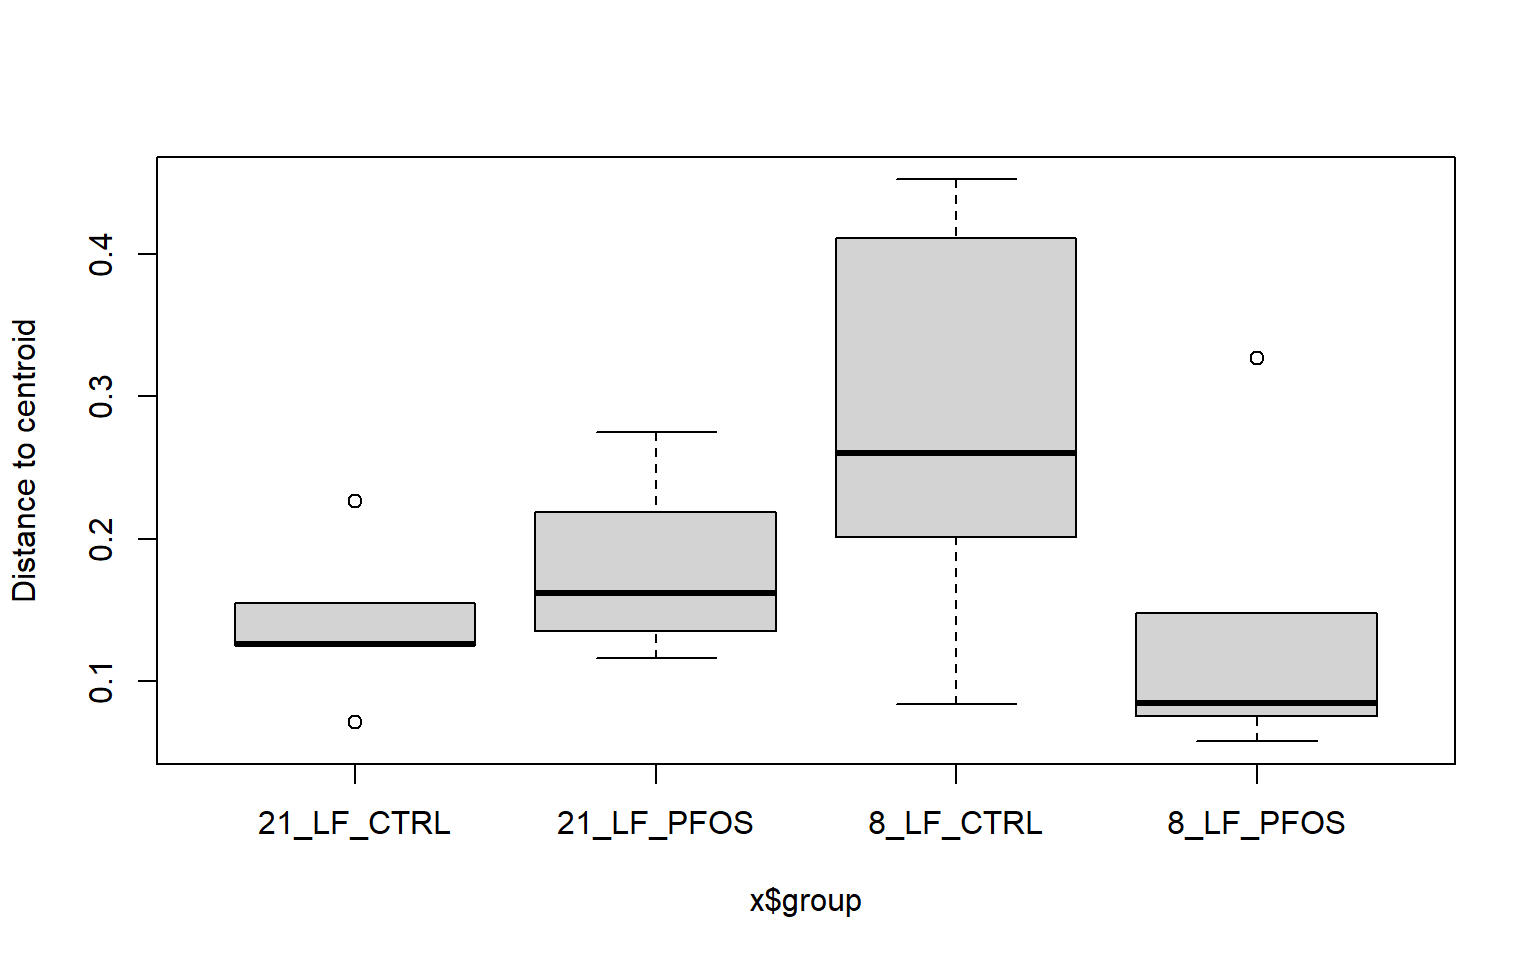 Distance to centroid
0.4
0.3
0.2
0.1
21_LF_CTRL 21_LF_PFOS 8_LF_CTRL 8_LF_PFOS
x$group